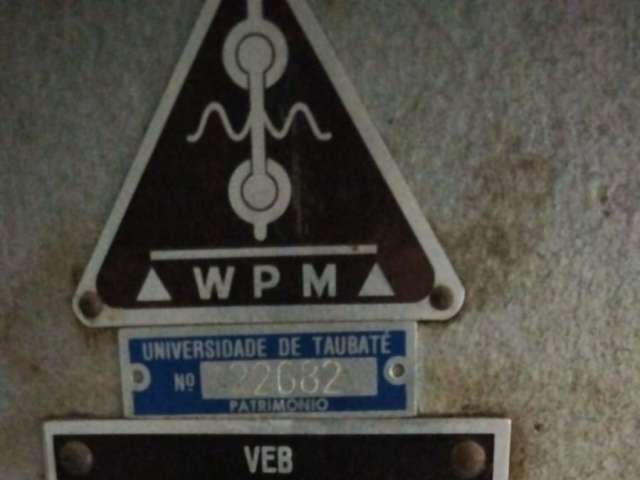 WPM
UNIVERSIDADE DE TAUBATÉ
Nº 22682
PATRIMÔNIO
VEB